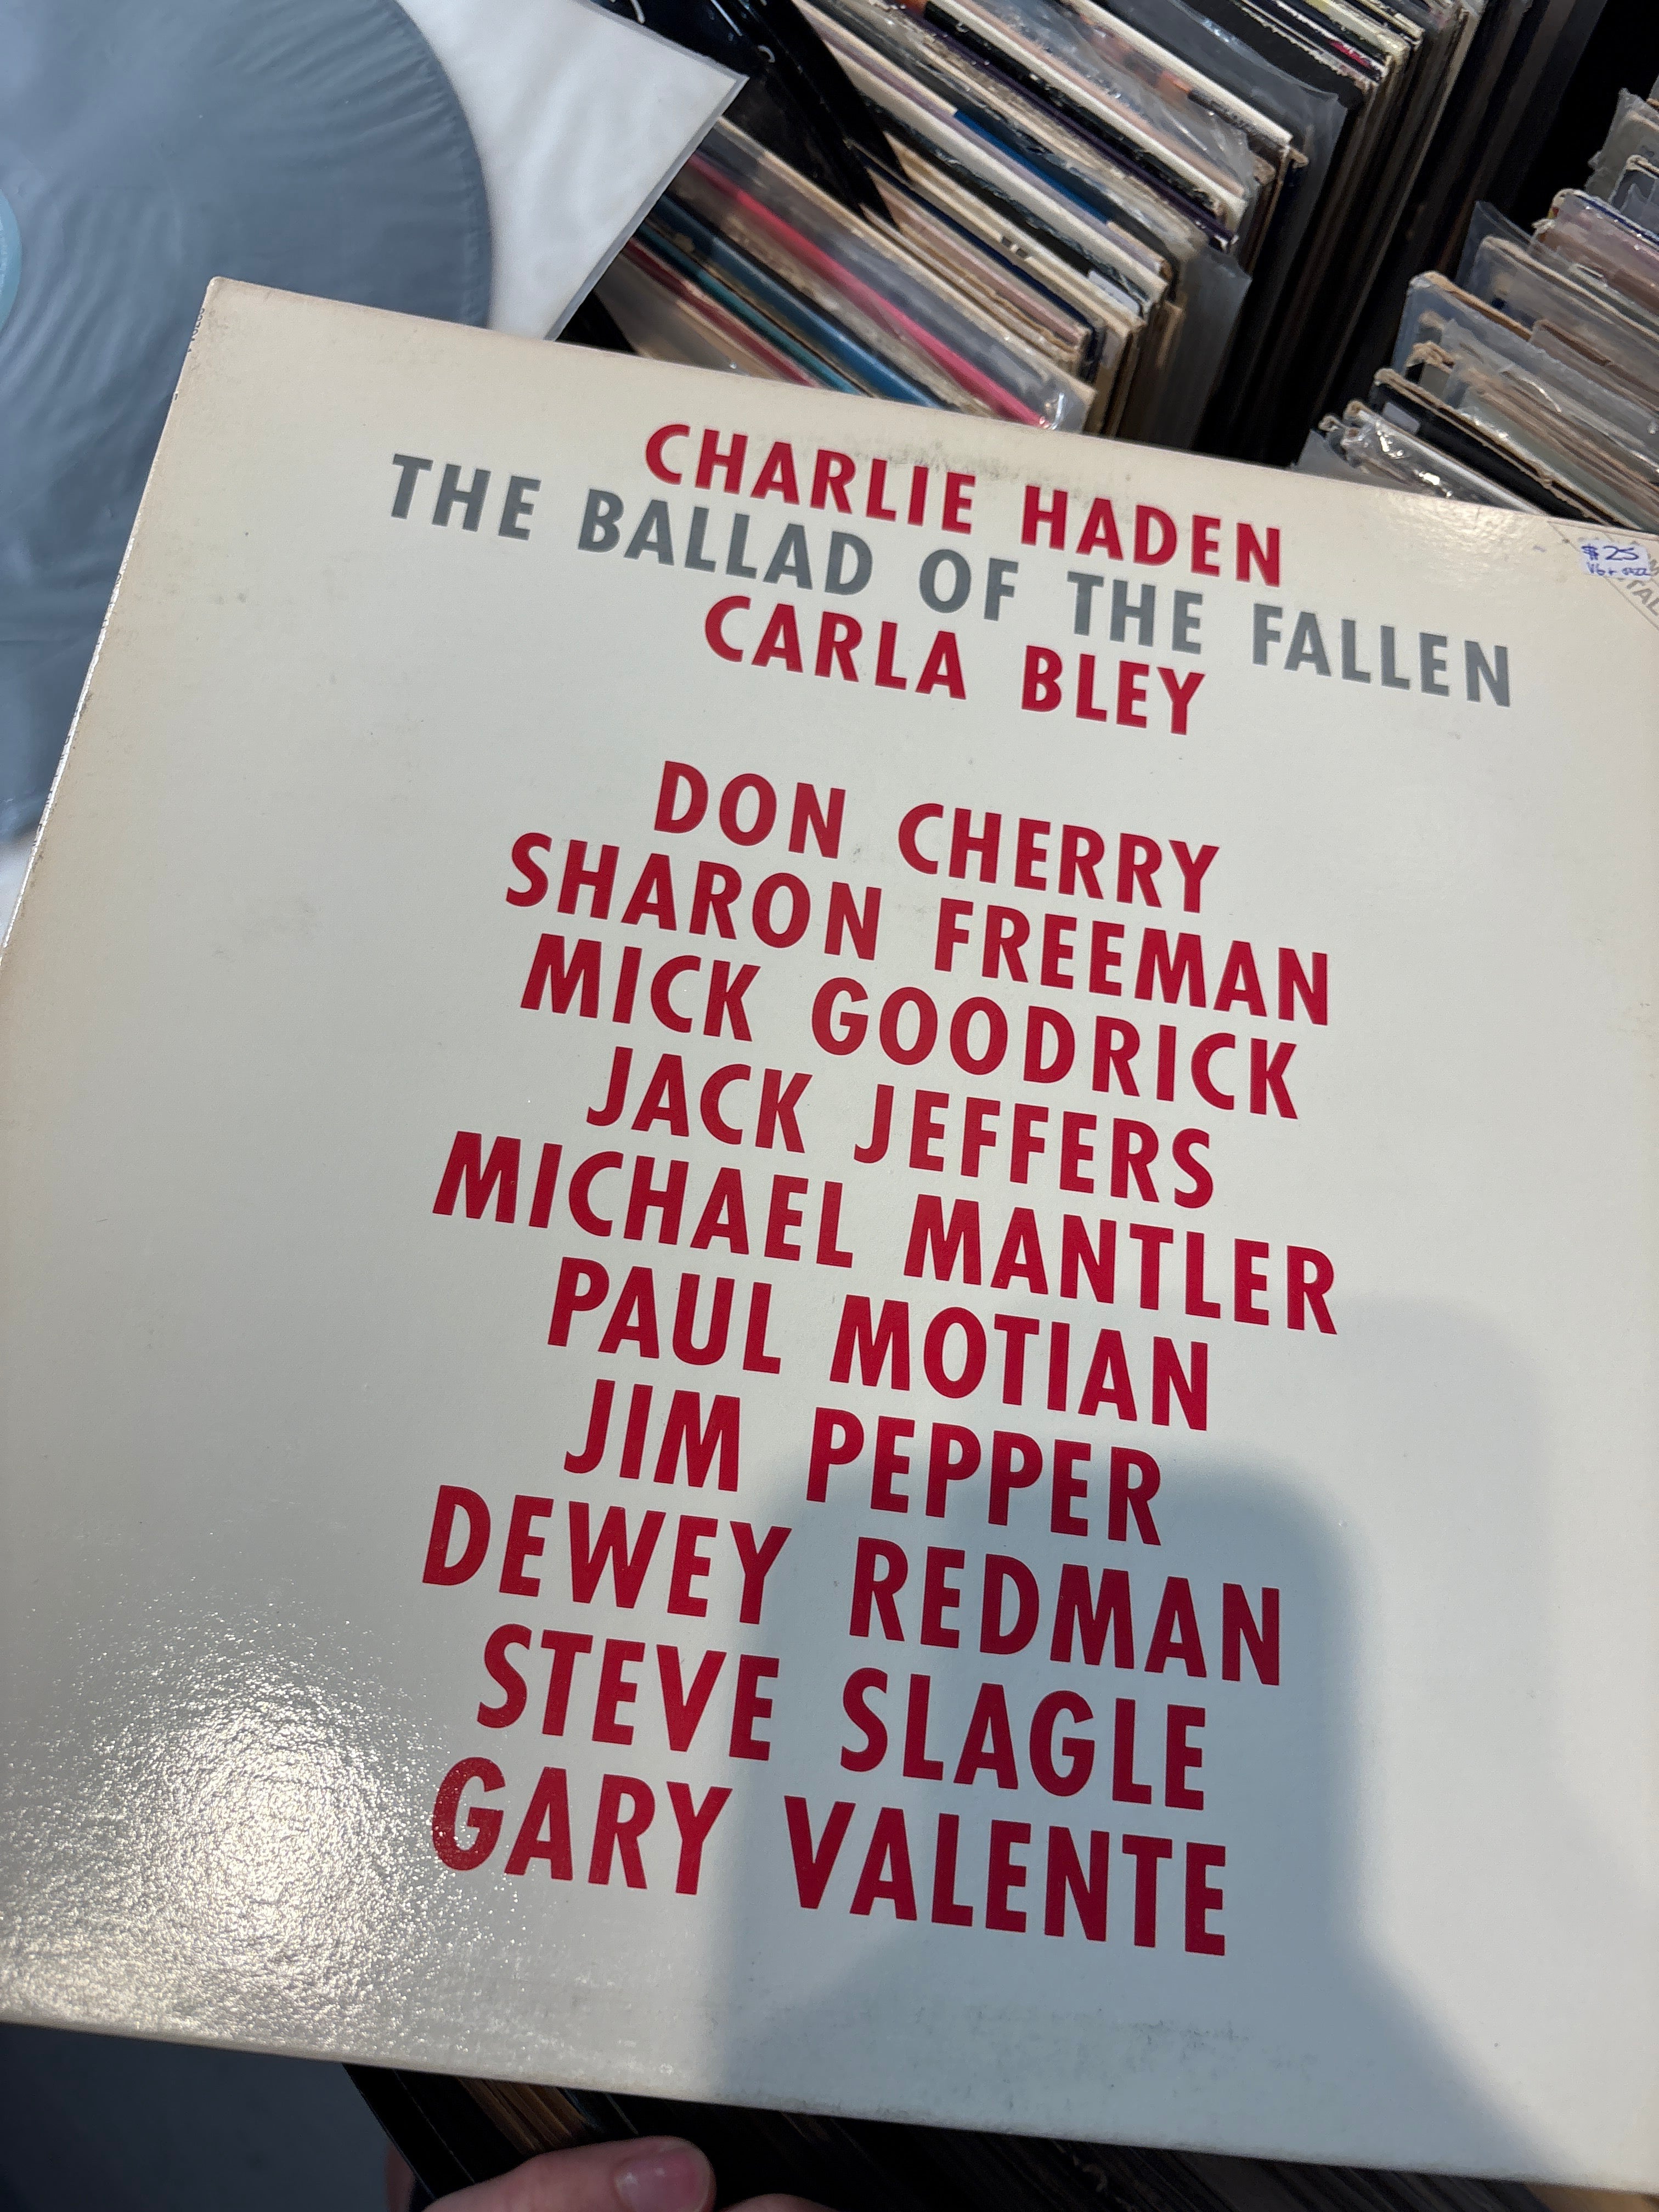 CHARLIE HADEN
THE BALLAD OF THE FALLEN
CARLA BLEY
DON CHERRY
SHARON FREEMAN
MICK GOODRICK
JACK JEFFERS
MICHAEL MANTLER
PAUL MOTIAN
JIM PEPPER
DEWEY REDMAN
STEVE SLAGLE
GARY VALENTE
$25